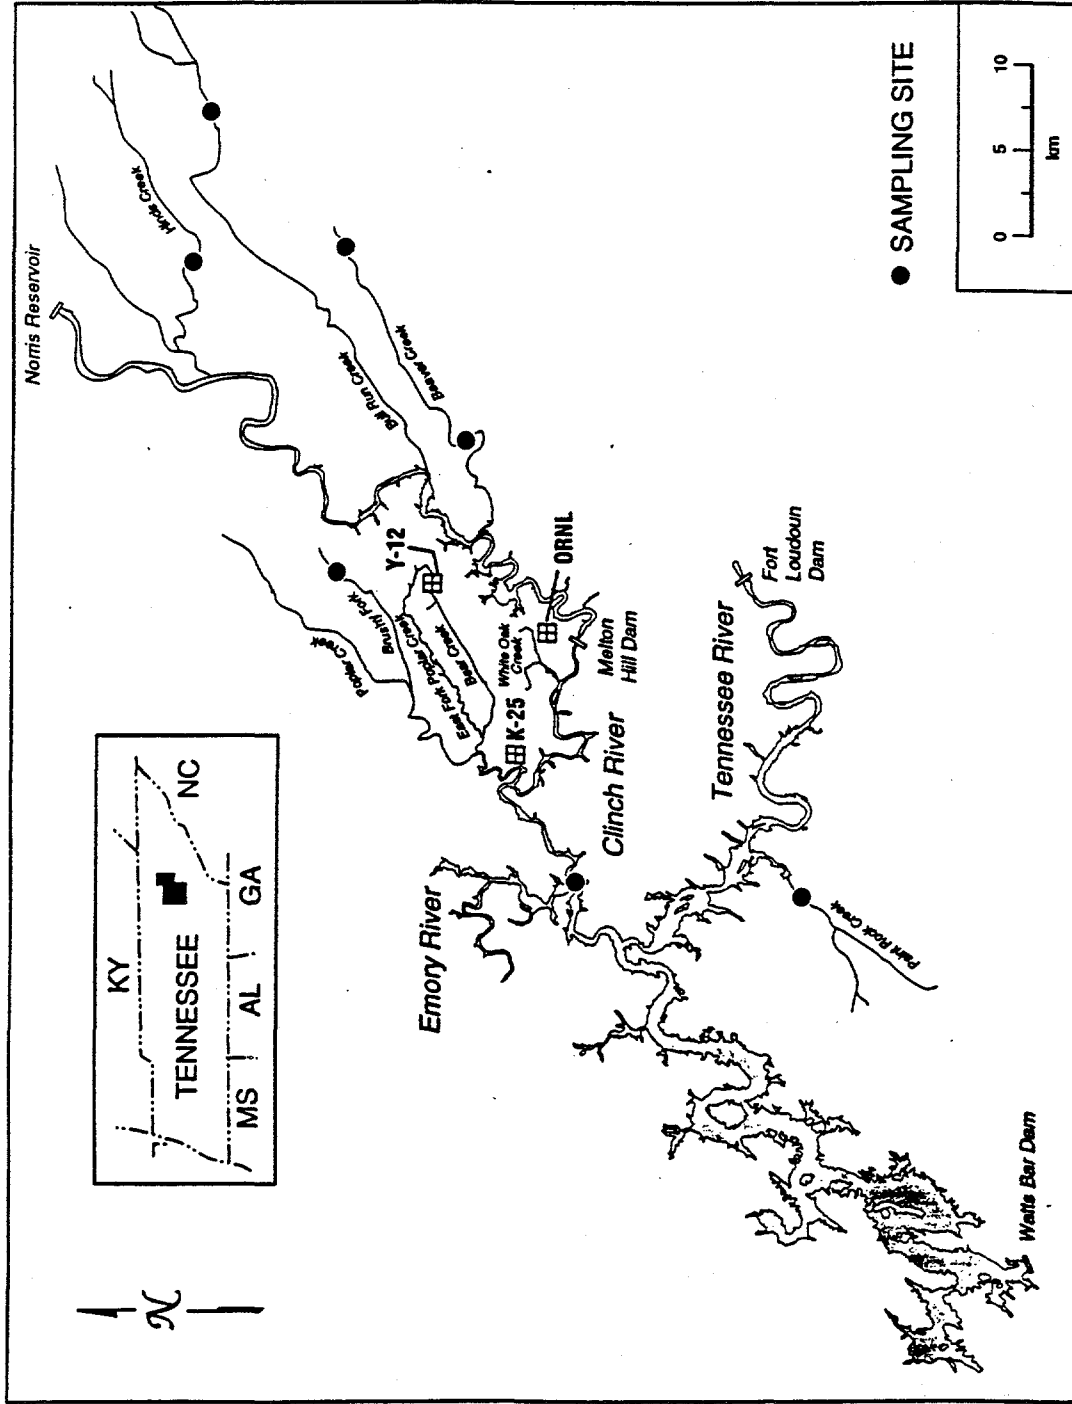 Norris Reservoir
Hinds Creek
Bull Run Creek
Beaver Creek
Poplar Creek
Brushy Fork
East Fork Poplar Creek
Bear Creek
Y-12
K-25
ORNL
White Oak
Creek
Melton
Hill Dam
Clinch River
Emory River
Tennessee River
Fort
Loudoun
Dam
Paint Rock Creek
Watts Bar Dam
KY
TENNESSEE
NC
MS
AL
GA
N
SAMPLING SITE
0 5 10
km